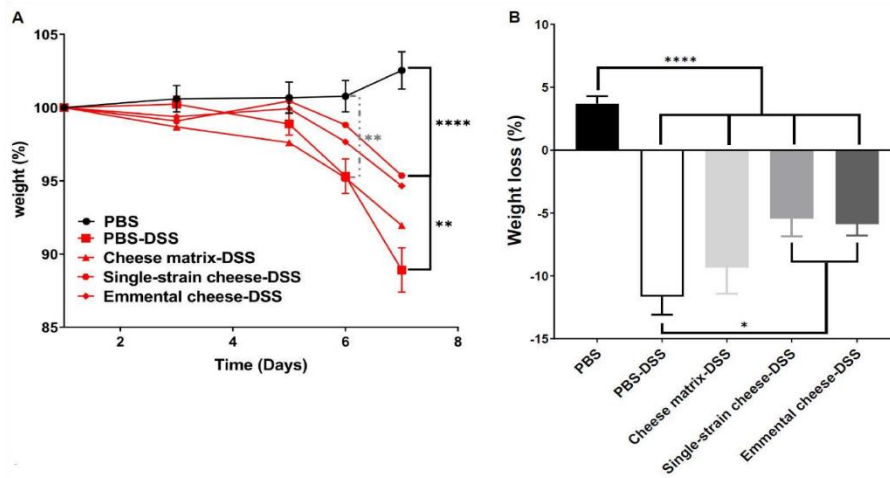 A
105
100
95
90
85
weight (%)
PBS
PBS-DSS
Cheese matrix-DSS
Single-strain cheese-DSS
Emmental cheese-DSS
**
****
**
2
4
6
8
Time (Days)
B
10
5
0
-5
-10
-15
Weight loss (%)
****
*
PBS
PBS-DSS
Cheese matrix-DSS
Single-strain cheese-DSS
Emmental cheese-DSS